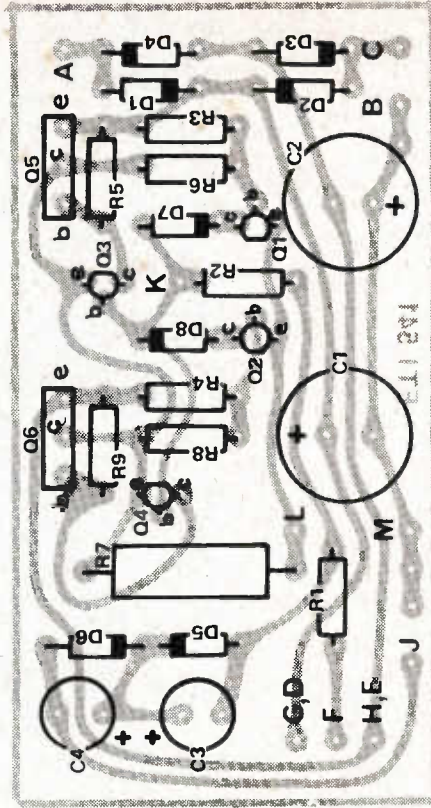 A
D4
D3
C
D1
D2
B
e
R3
C2
Q5
c
R5
R6
+
b
D7
c
b
e
Q1
Q3
e
c
b
K
R2
D8
c
b
e
Q2
C1
Q6
e
c
b
R9
R4
R8
+
Q4
e
b
c
R7
L
M
R1
J
D6
D5
G,D
F
H,E
C4
+
+
C3